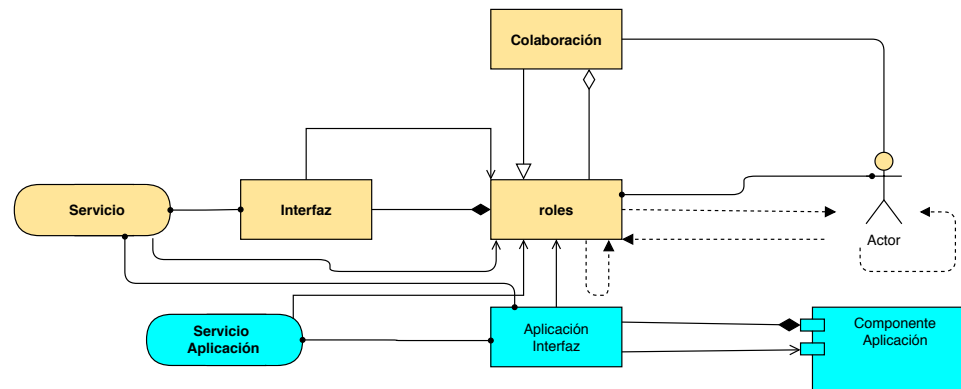 Colaboración
Servicio
Interfaz
roles
Actor
Servicio
Aplicación
Aplicación
Interfaz
Componente
Aplicación